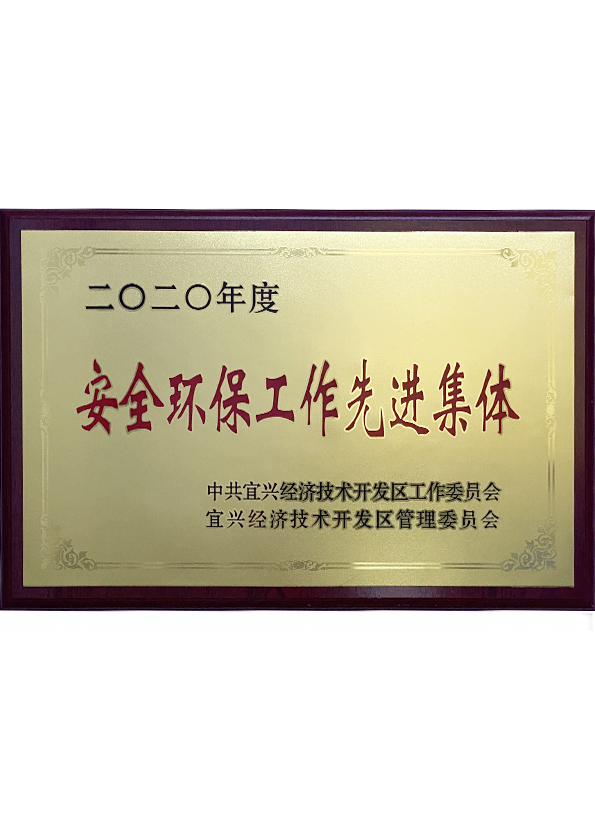 二〇二〇年度
安全环保工作先进集体
中共宜兴经济技术开发区工作委员会
宜兴经济技术开发区管理委员会